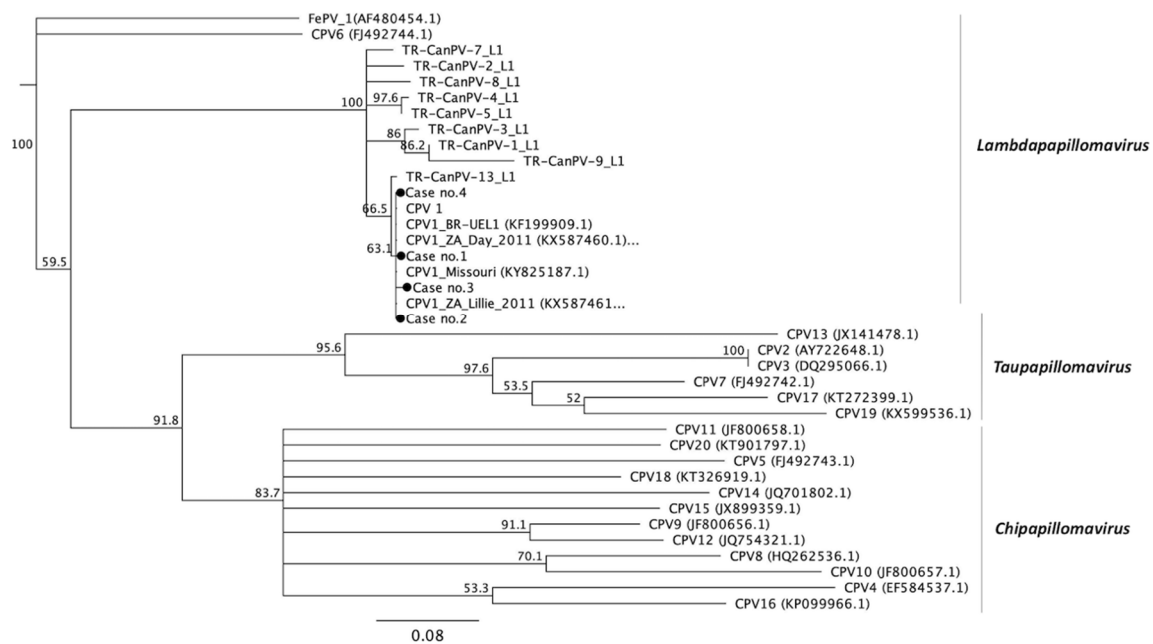 FePV_1(AF480454.1)
CPV6 (FJ492744.1)
TR-CanPV-7_L1
TR-CanPV-2_L1
TR-CanPV-8_L1
100
97.6
TR-CanPV-4_L1
TR-CanPV-5_L1
TR-CanPV-3_L1
86
100
86.2
TR-CanPV-1_L1
Lambdapapillomavirus
TR-CanPV-9_L1
TR-CanPV-13_L1
Case no.4
66.5
CPV 1
CPV1_BR-UEL1 (KF199909.1)
CPV1_ZA_Day_2011 (KX587460.1)...
63.1
Case no.1
59.5
CPV1_Missouri (KY825187.1)
Case no.3
CPV1_ZA_Lillie_2011 (KX587461...
Case no.2
CPV13 (JX141478.1)
95.6
100
CPV2 (AY722648.1)
97.6
CPV3 (DQ295066.1)
Taupapillomavirus
53.5
CPV7 (FJ492742.1)
52
CPV17 (KT272399.1)
CPV19 (KX599536.1)
91.8
CPV11 (JF800658.1)
CPV20 (KT901797.1)
CPV5 (FJ492743.1)
CPV18 (KT326919.1)
83.7
CPV14 (JQ701802.1)
CPV15 (JX899359.1)
91.1
CPV9 (JF800656.1)
Chipapillomavirus
CPV12 (JQ754321.1)
70.1
CPV8 (HQ262536.1)
CPV10 (JF800657.1)
53.3
CPV4 (EF584537.1)
CPV16 (KP099966.1)
0.08